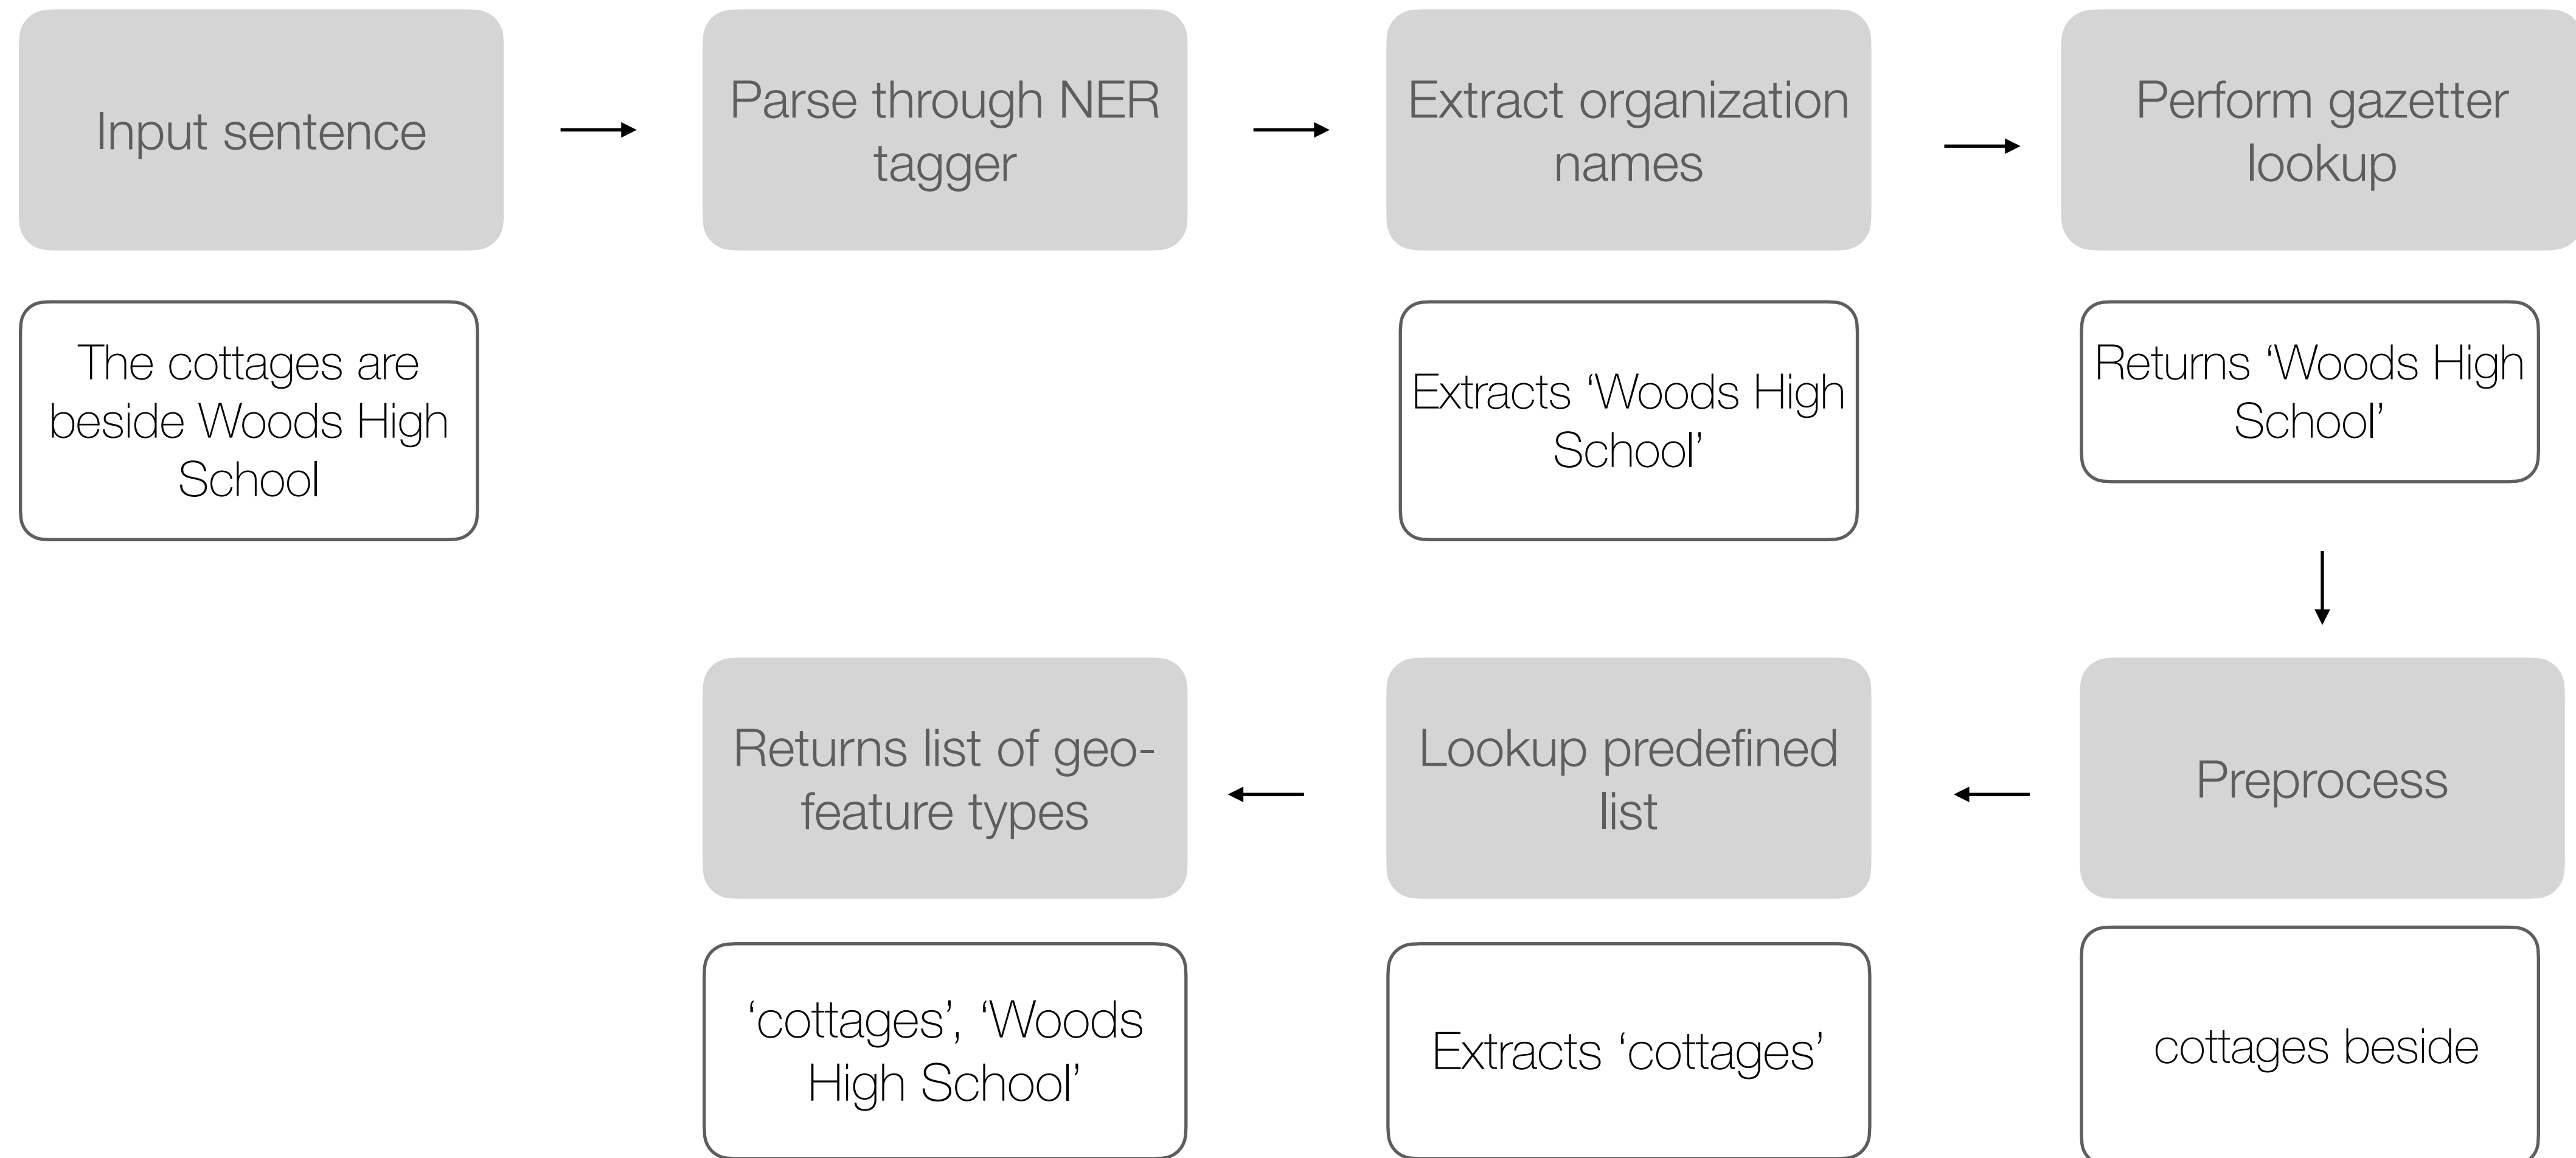 Input sentence
Parse through NER
tagger
Extract organization
names
Perform gazetter
lookup
The cottages are
beside Woods High
School
Extracts ‘Woods High
School’
Returns ‘Woods High
School’
Preprocess
cottages beside
Lookup predefined
list
Extracts ‘cottages’
Returns list of geo-
feature types
‘cottages’, ‘Woods
High School’